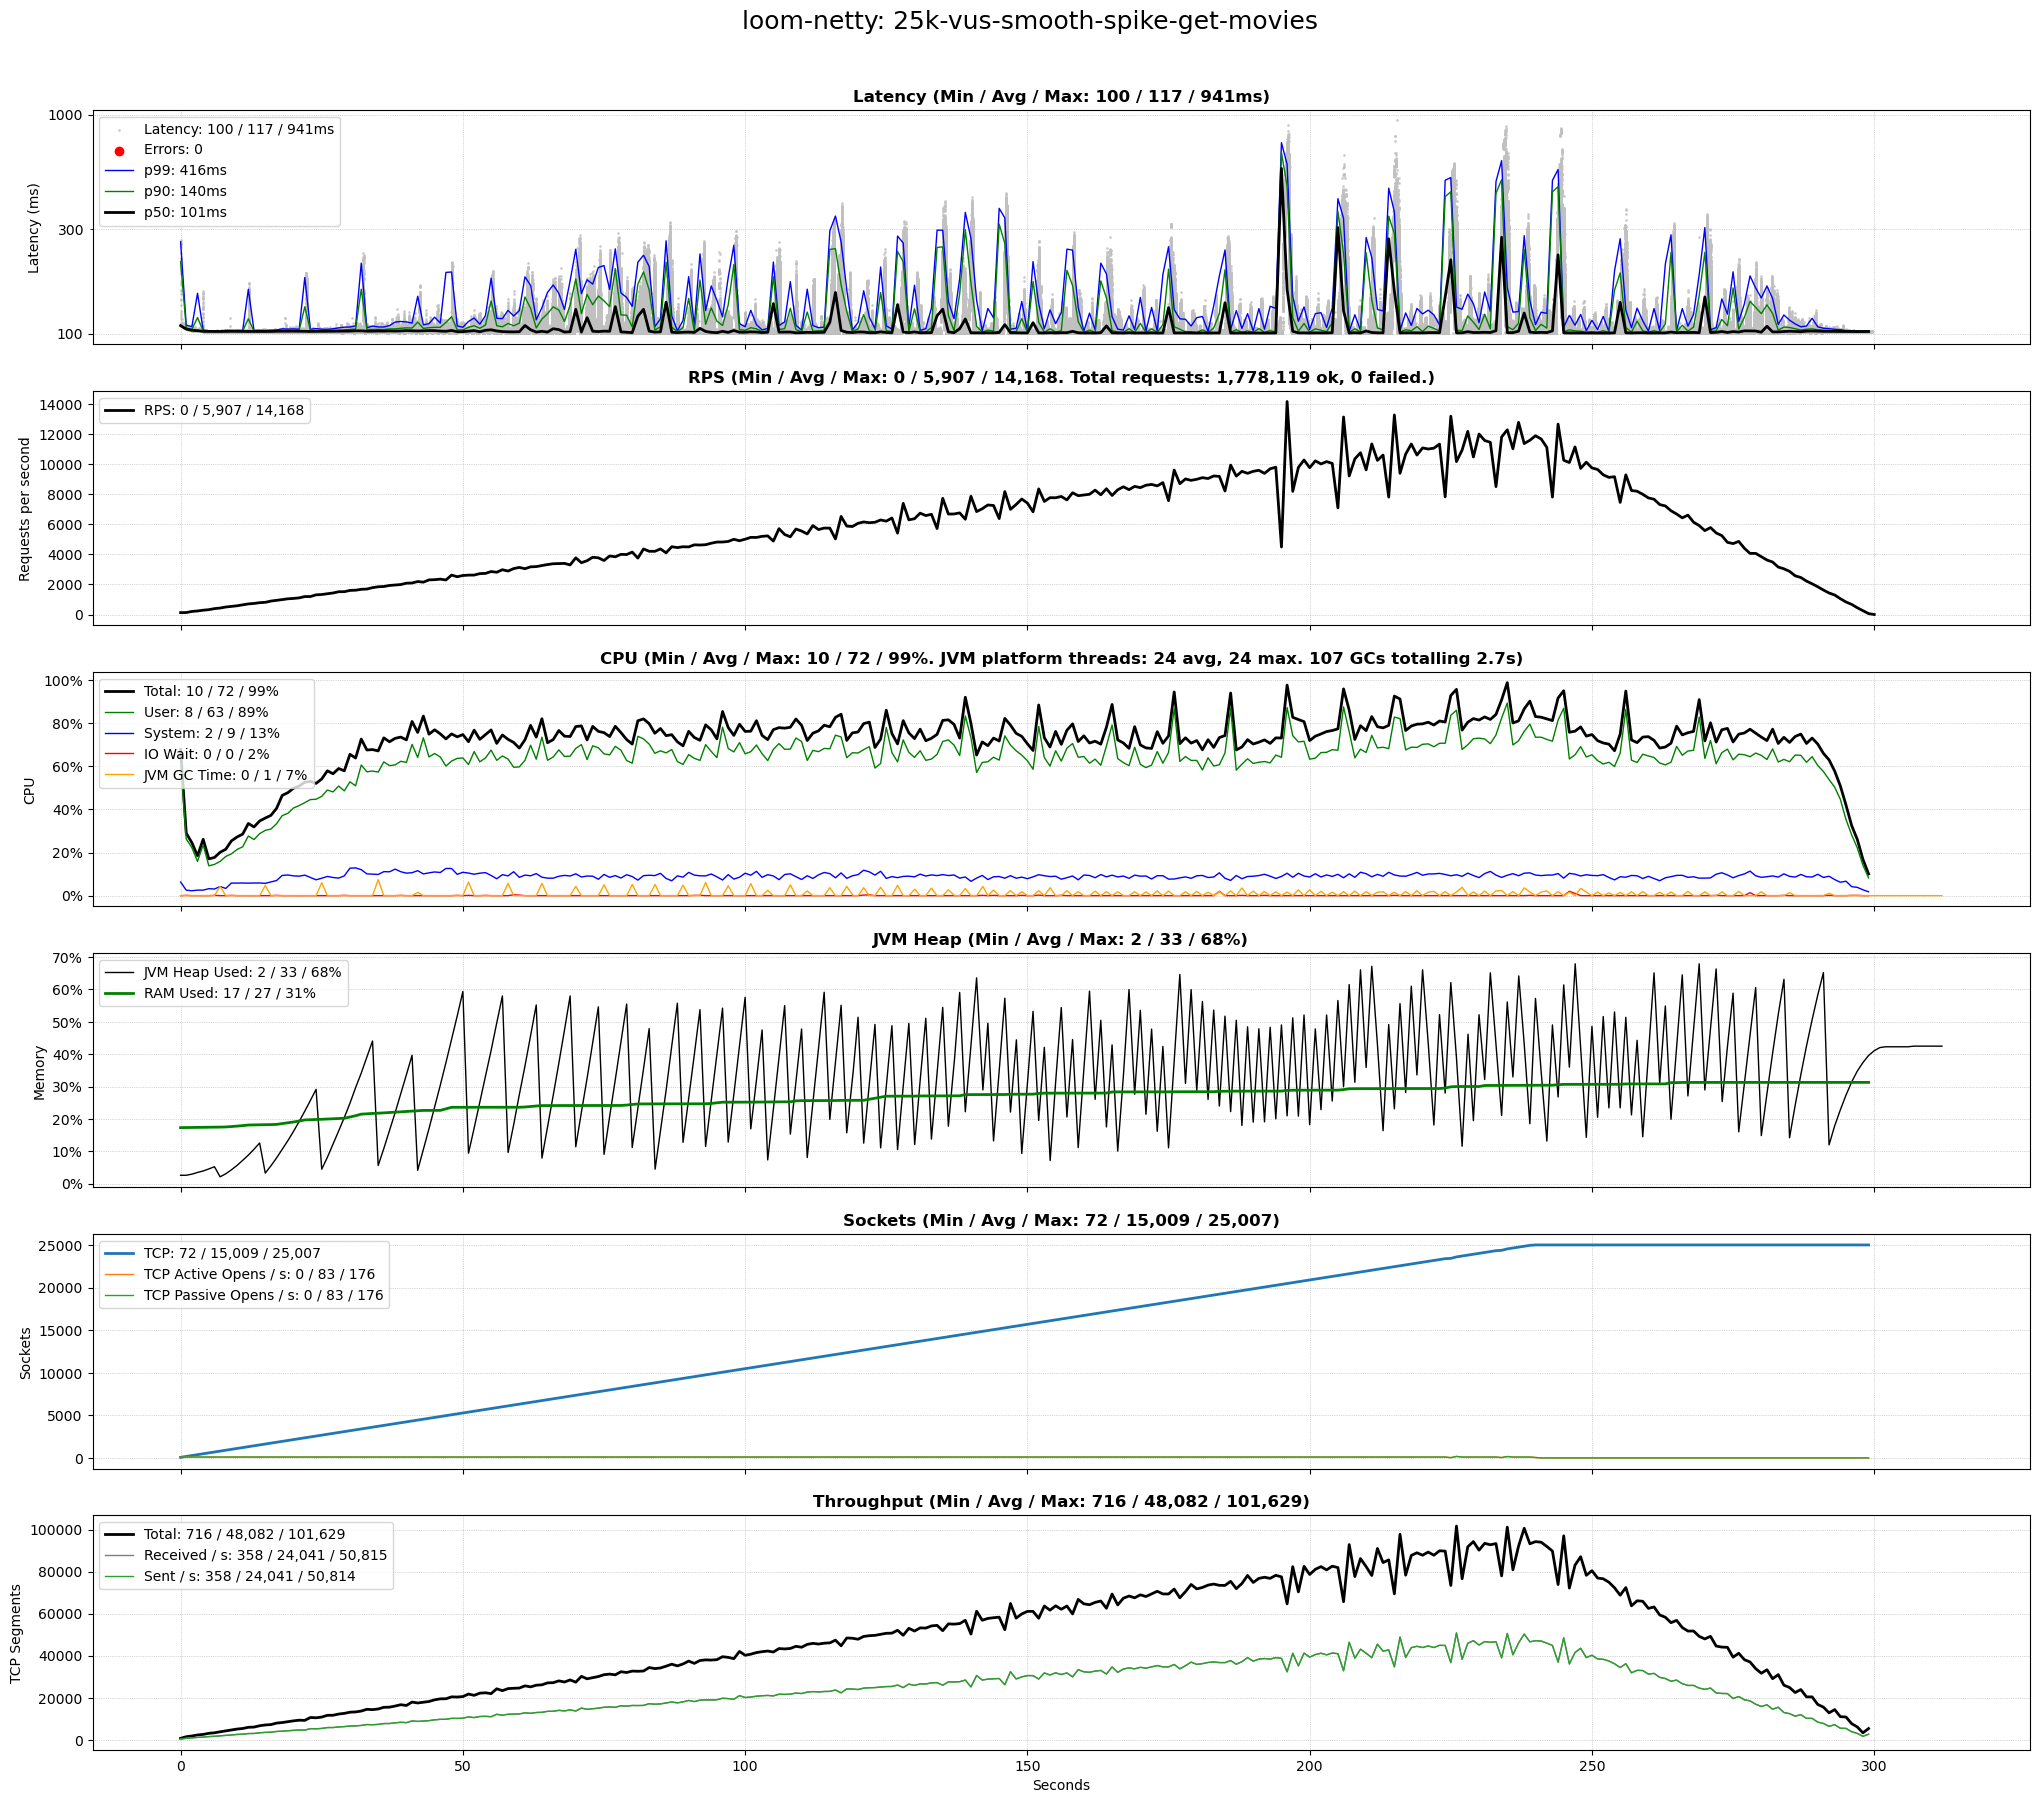 loom-netty: 25k-vus-smooth-spike-get-movies
Latency (Min / Avg / Max: 100 / 117 / 941ms)
Latency (ms)
1000
300
100
Latency: 100 / 117 / 941ms
Errors: 0
p99: 416ms
p90: 140ms
p50: 101ms
RPS (Min / Avg / Max: 0 / 5,907 / 14,168. Total requests: 1,778,119 ok, 0 failed.)
Requests per second
14000
12000
10000
8000
6000
4000
2000
0
RPS: 0 / 5,907 / 14,168
CPU (Min / Avg / Max: 10 / 72 / 99%. JVM platform threads: 24 avg, 24 max. 107 GCs totalling 2.7s)
CPU
100%
80%
60%
40%
20%
0%
Total: 10 / 72 / 99%
User: 8 / 63 / 89%
System: 2 / 9 / 13%
IO Wait: 0 / 0 / 2%
JVM GC Time: 0 / 1 / 7%
JVM Heap (Min / Avg / Max: 2 / 33 / 68%)
Memory
70%
60%
50%
40%
30%
20%
10%
0%
JVM Heap Used: 2 / 33 / 68%
RAM Used: 17 / 27 / 31%
Sockets (Min / Avg / Max: 72 / 15,009 / 25,007)
Sockets
25000
20000
15000
10000
5000
0
TCP: 72 / 15,009 / 25,007
TCP Active Opens / s: 0 / 83 / 176
TCP Passive Opens / s: 0 / 83 / 176
Throughput (Min / Avg / Max: 716 / 48,082 / 101,629)
TCP Segments
100000
80000
60000
40000
20000
0
Total: 716 / 48,082 / 101,629
Received / s: 358 / 24,041 / 50,815
Sent / s: 358 / 24,041 / 50,814
0 50 100 150 200 250 300
Seconds